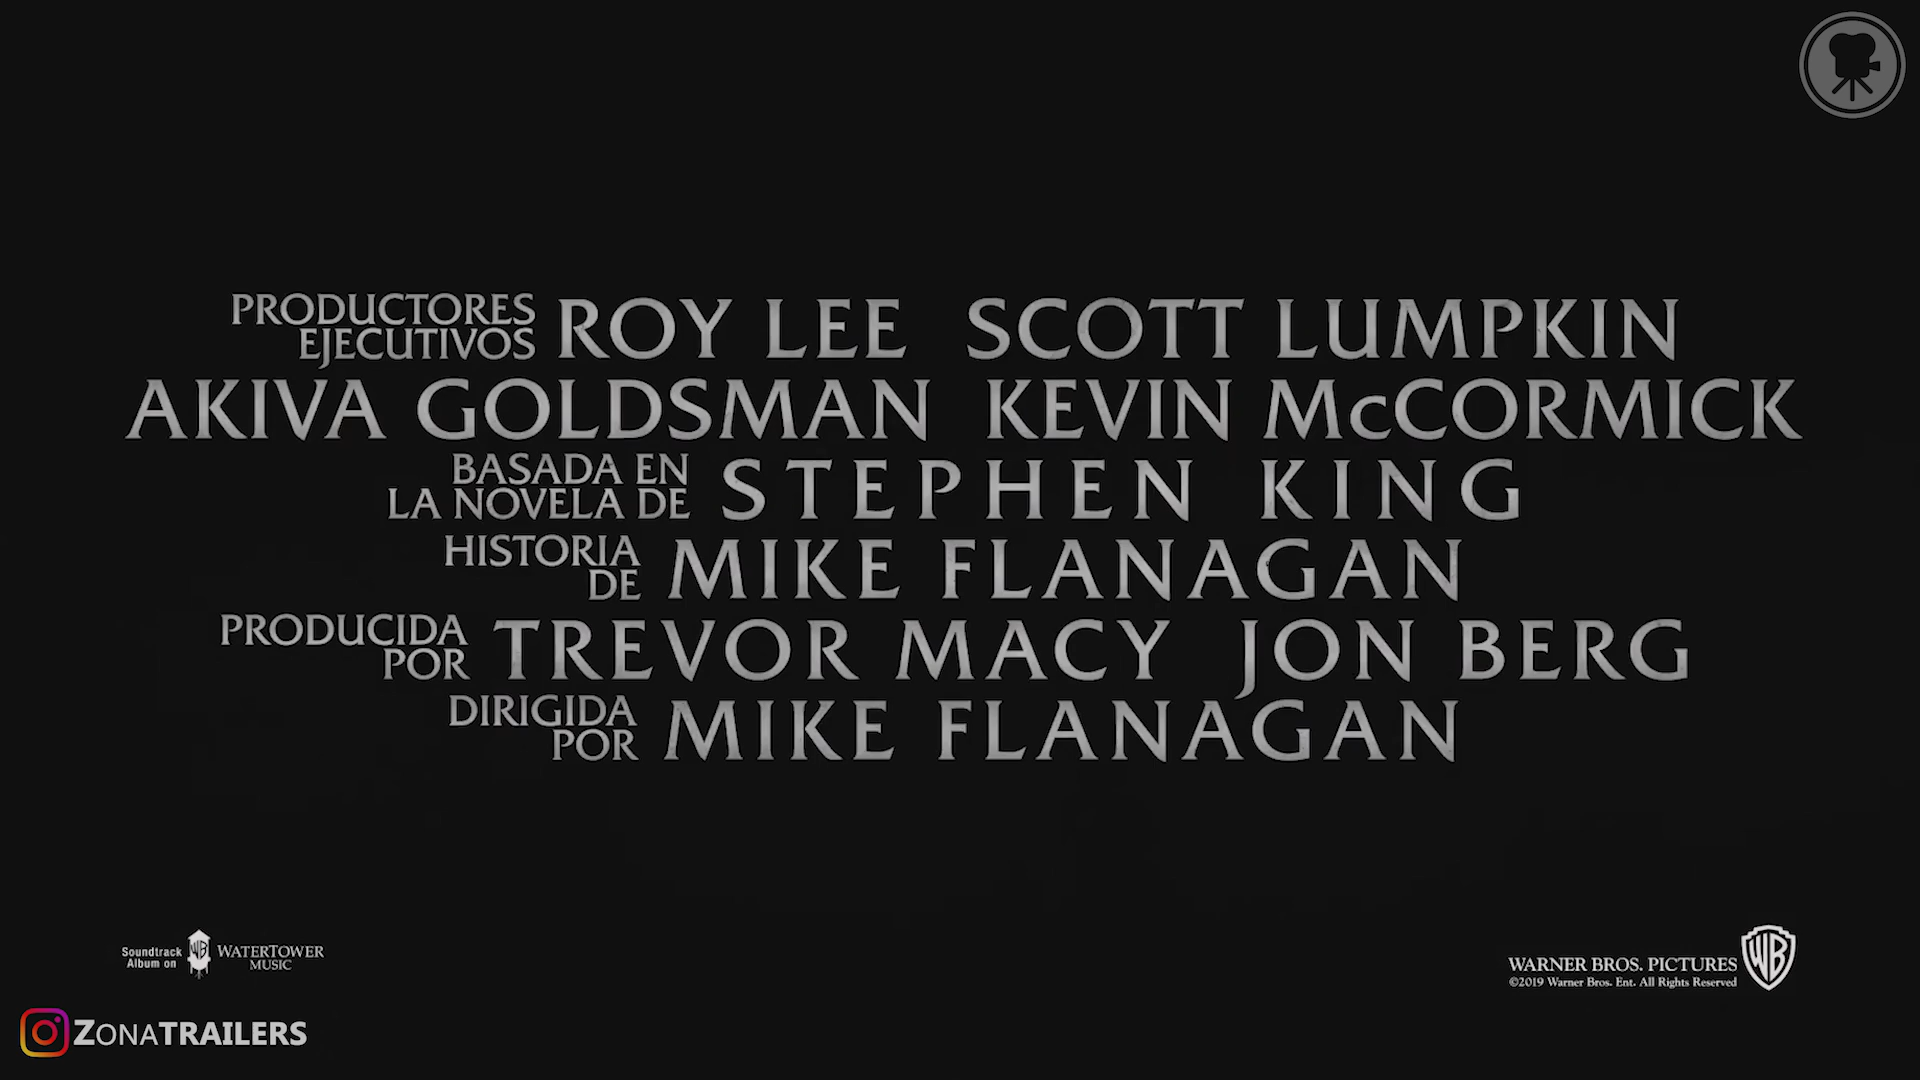 PRODUCTORES EJECUTIVOS ROY LEE SCOTT LUMPKIN
AKIVA GOLDSMAN KEVIN McCORMICK
BASADA EN LA NOVELA DE STEPHEN KING
HISTORIA DE MIKE FLANAGAN
PRODUCIDA POR TREVOR MACY JON BERG
DIRIGIDA POR MIKE FLANAGAN
Soundtrack Album on WB WATERTOWER MUSIC
WARNER BROS. PICTURES WB
©2019 Warner Bros. Ent. All Rights Reserved
ZONATRAILERS